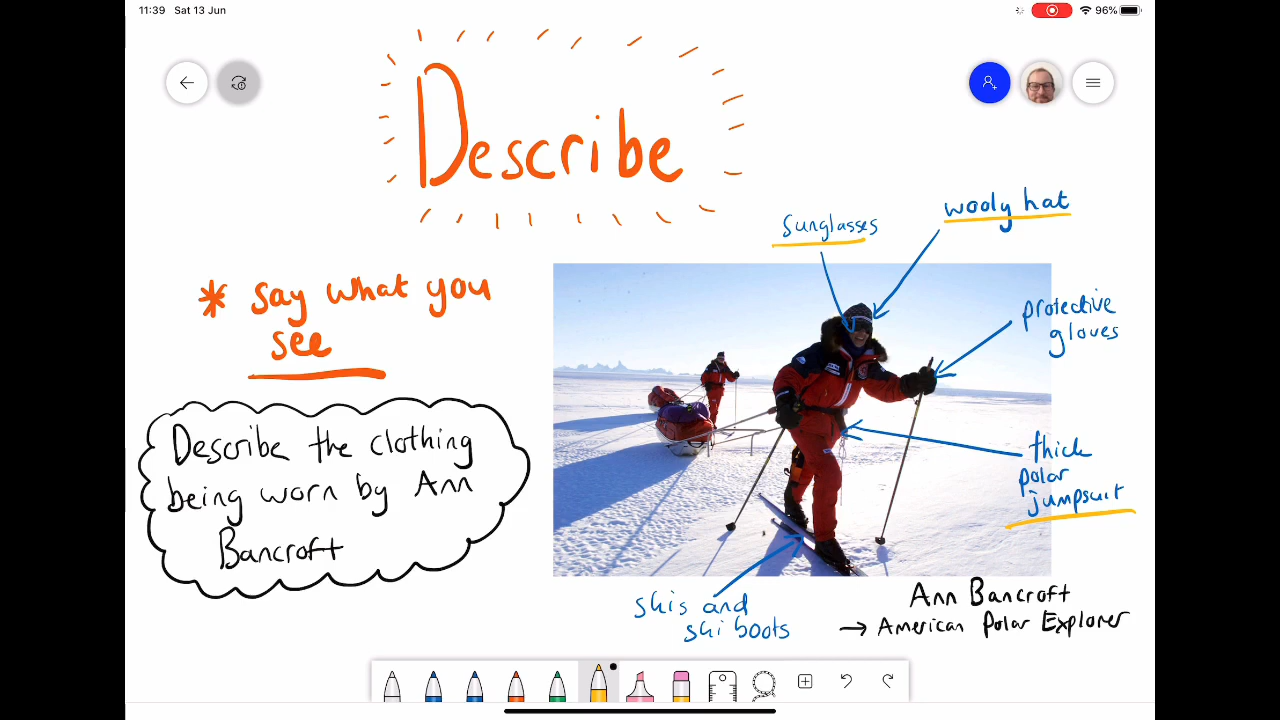 11:39 Sat 13 Jun
96%
Describe
* say what you
see
Describe the clothing
being worn by Ann
Bancroft
sunglasses
wooly hat
protective
gloves
thick
polar
jumpsuit
skis and
ski boots
Ann Bancroft
→ American Polar Explorer